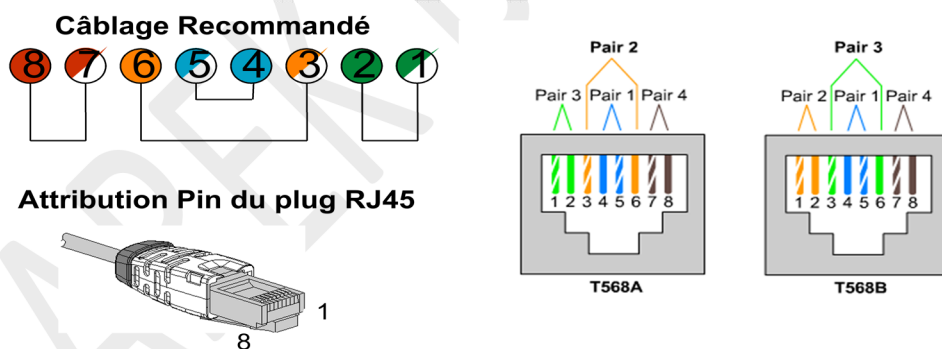 Câblage Recommandé
8 7 6 5 4 3 2 1
Attribution Pin du plug RJ45
1
8
Pair 2
Pair 3 Pair 1 Pair 4
1 2 3 4 5 6 7 8
T568A
Pair 3
Pair 2 Pair 1 Pair 4
1 2 3 4 5 6 7 8
T568B